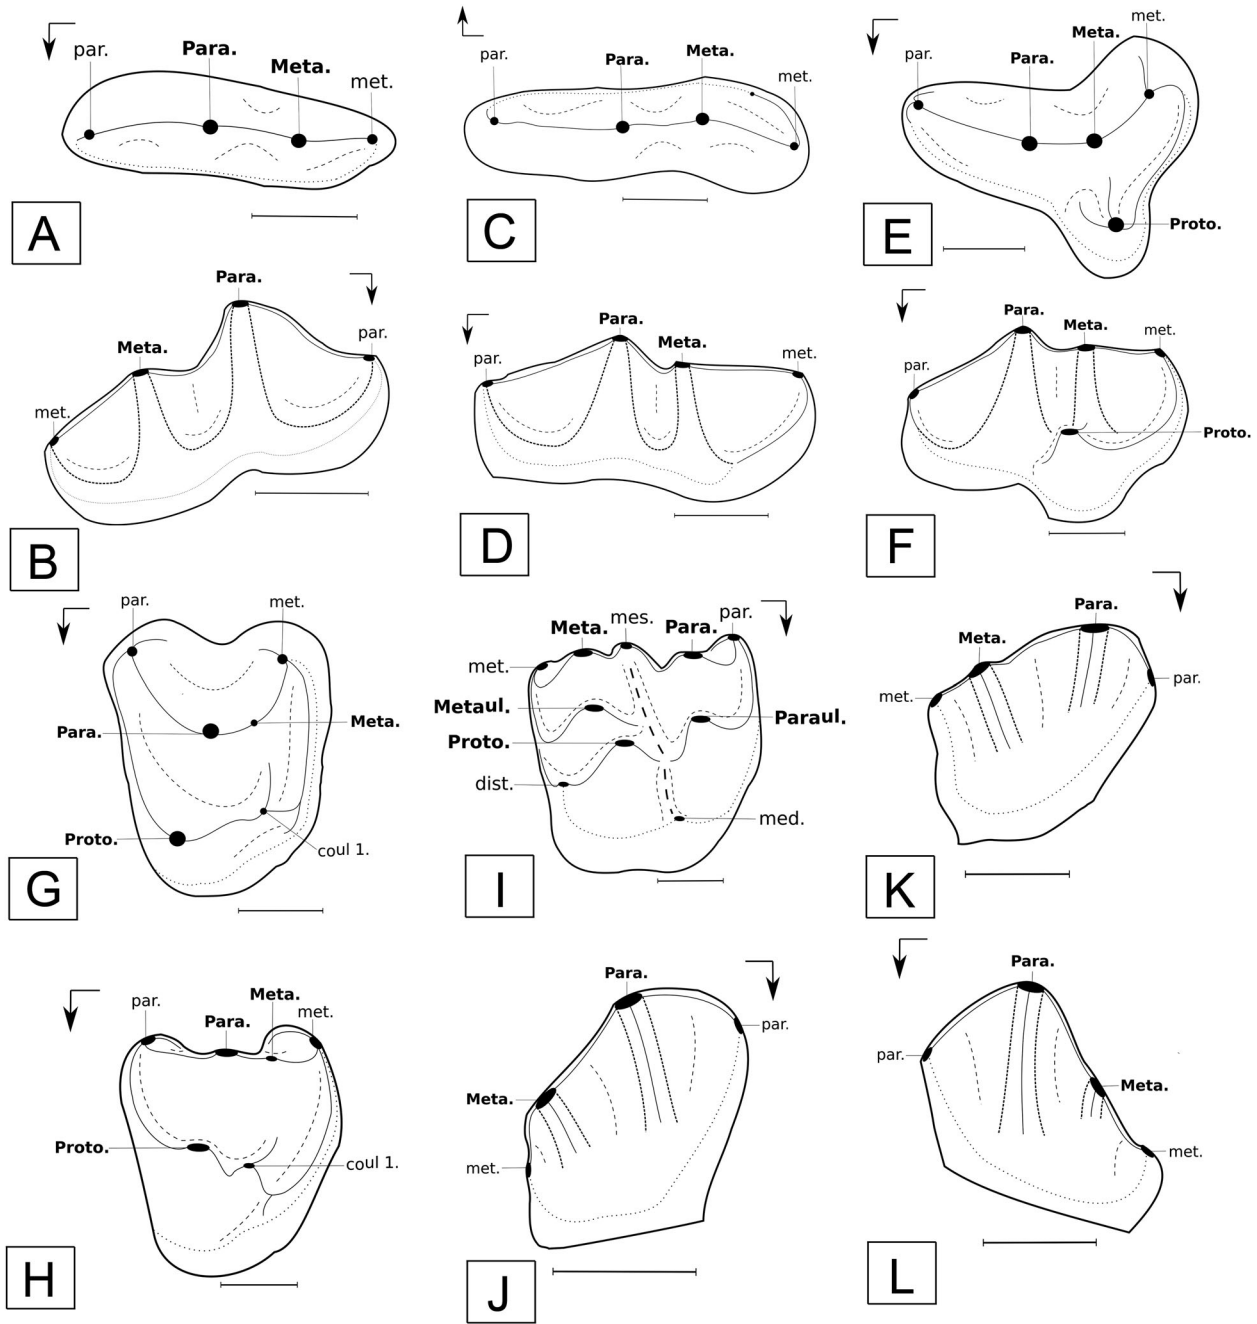 par.
Para.
Meta.
met.
A
par.
Para.
Meta.
met.
C
par.
Para.
Meta.
met.
Proto.
E
Para.
Meta.
par.
met.
B
Para.
Meta.
par.
met.
D
Para.
Meta.
met.
par.
Proto.
F
par.
met.
Para.
Meta.
Proto.
coul 1.
G
Meta.
mes.
Para.
par.
met.
Metaul.
Paraul.
Proto.
dist.
med.
I
Para.
Meta.
met.
par.
K
par.
Para.
Meta.
met.
Proto.
coul 1.
H
Para.
par.
Meta.
met.
J
Para.
par.
Meta.
met.
L